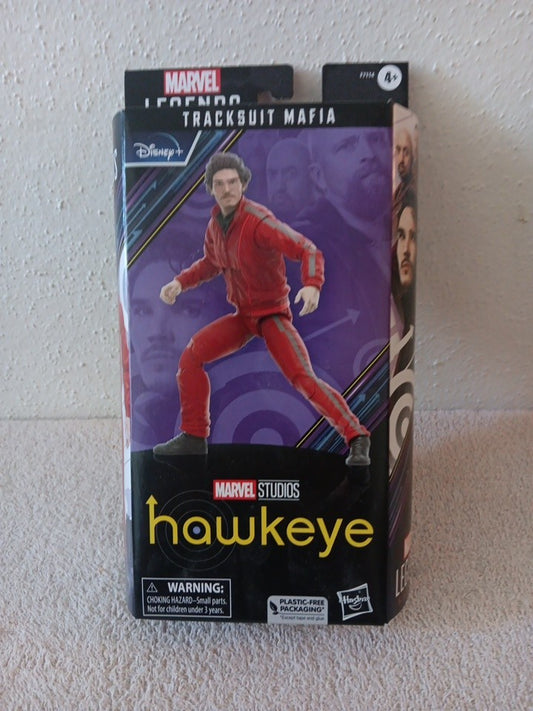 MARVEL
LEGENDS
4+
TRACKSUIT MAFIA
Disney+
MARVEL STUDIOS
hawkeye
WARNING:
CHOKING HAZARD–Small parts.
Not for children under 3 years.
PLASTIC-FREE
PACKAGING*
*Except tape and glue
Hasbro